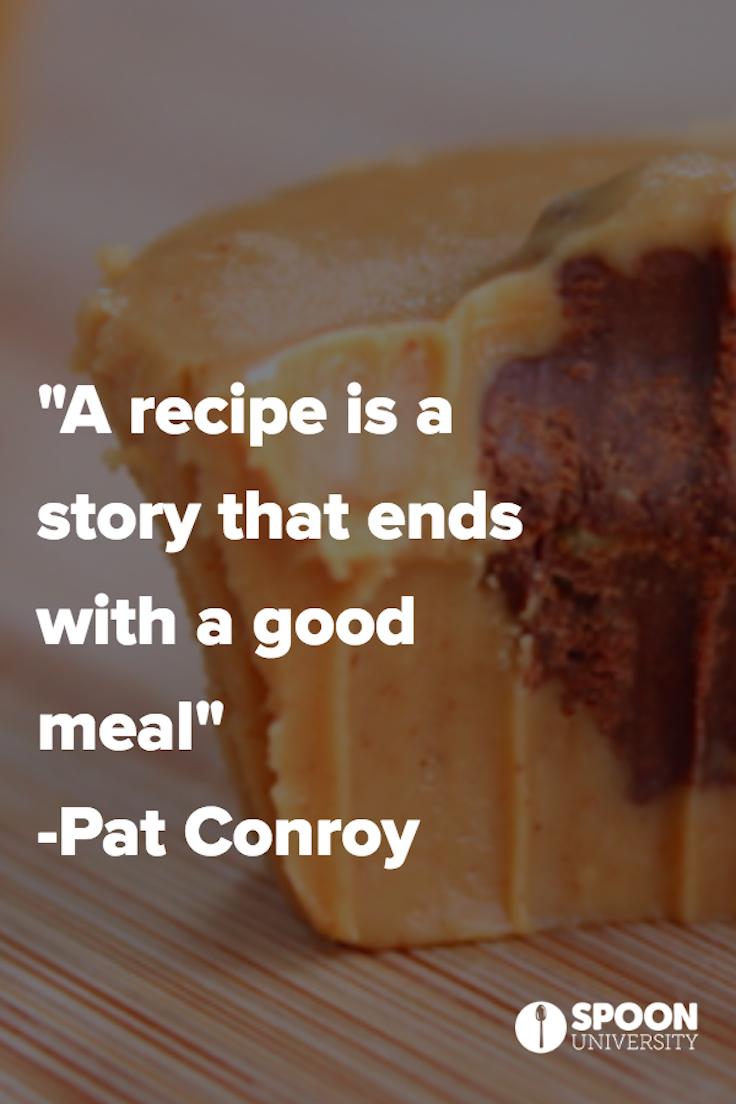 "A recipe is a
story that ends
with a good
meal"
-Pat Conroy
SPOON
UNIVERSITY